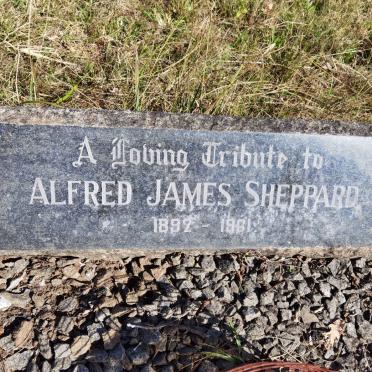 A Loving Tribute to
ALFRED JAMES SHEPPARD
1892 - 1961